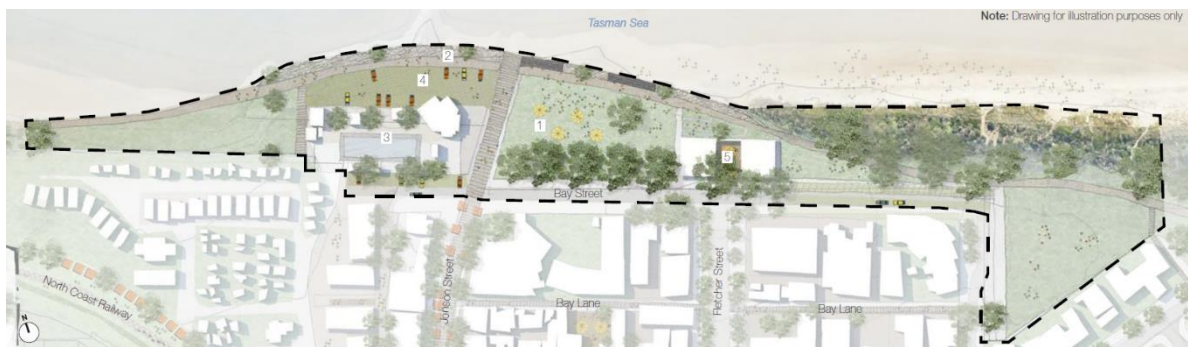 Tasman Sea
Note: Drawing for illustration purposes only
2
4
1
3
5
Bay Street
North Coast Railway
Jonson Street
Bay Lane
Fletcher Street
Bay Lane
N